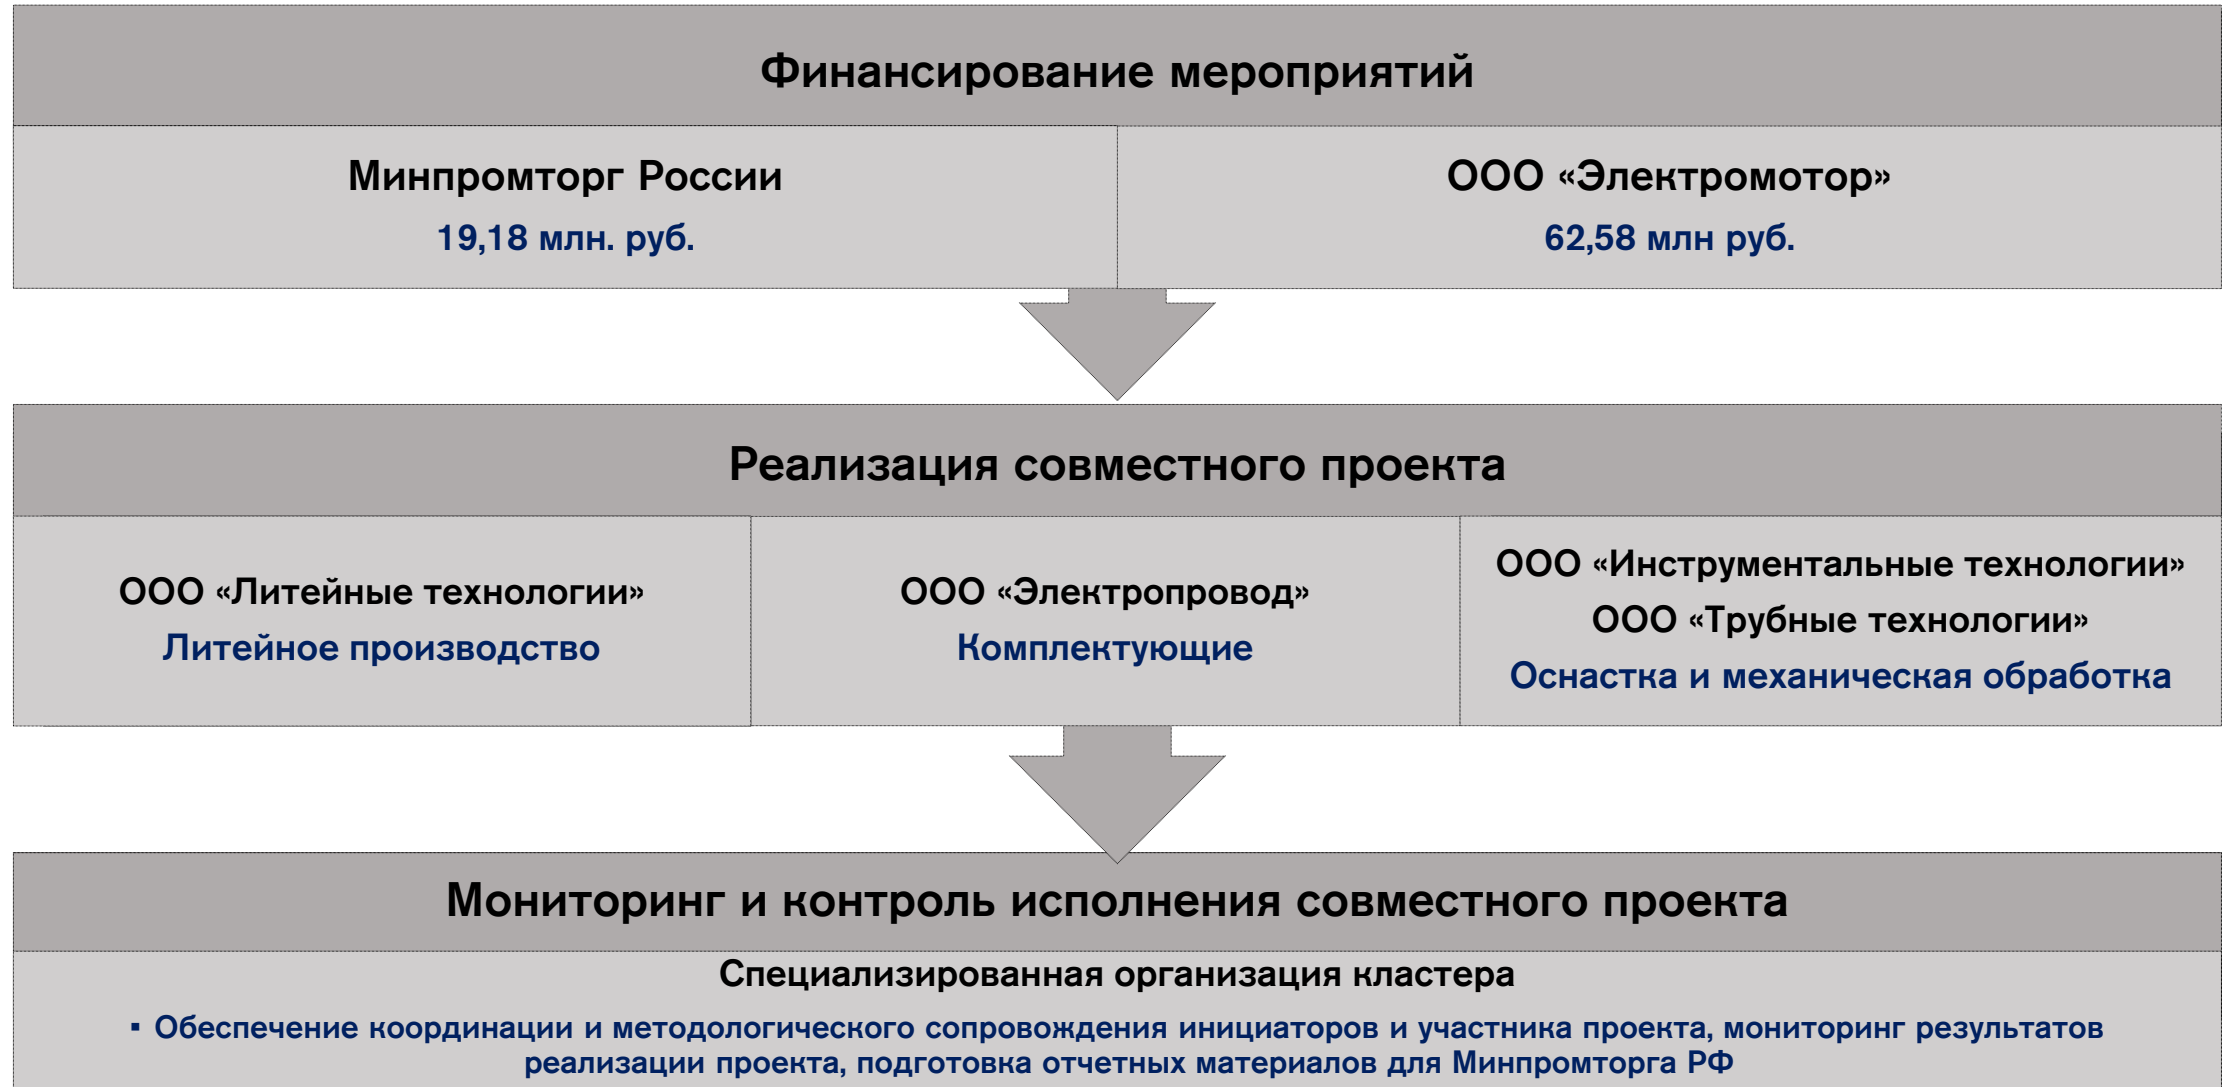 Финансирование мероприятий
Минпромторг России
19,18 млн. руб.
ООО «Электромотор»
62,58 млн руб.
Реализация совместного проекта
ООО «Литейные технологии»
Литейное производство
ООО «Электропровод»
Комплектующие
ООО «Инструментальные технологии»
ООО «Трубные технологии»
Оснастка и механическая обработка
Мониторинг и контроль исполнения совместного проекта
Специализированная организация кластера
▪ Обеспечение координации и методологического сопровождения инициаторов и участника проекта, мониторинг результатов
реализации проекта, подготовка отчетных материалов для Минпромторга РФ